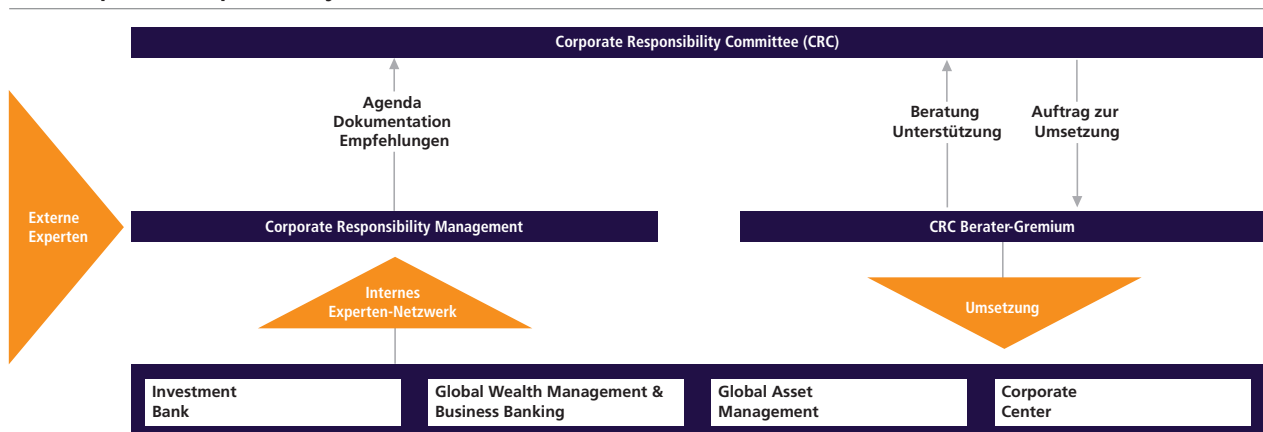 Corporate Responsibility Committee (CRC)
Agenda
Dokumentation
Empfehlungen
Beratung
Unterstützung
Auftrag zur
Umsetzung
Externe
Experten
Corporate Responsibility Management
CRC Berater-Gremium
Internes
Experten-Netzwerk
Umsetzung
Investment
Bank
Global Wealth Management &
Business Banking
Global Asset
Management
Corporate
Center